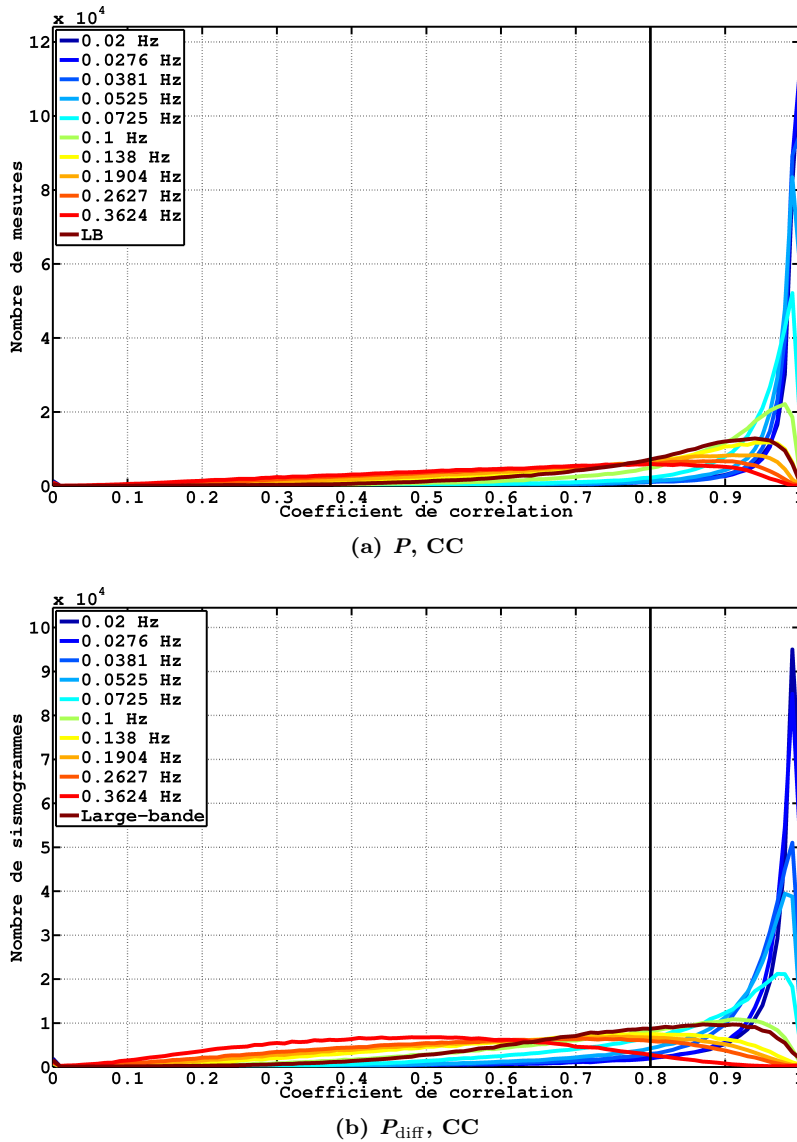 x 10⁴
12
10
8
6
4
2
0
Nombre de mesures
0.02 Hz
0.0276 Hz
0.0381 Hz
0.0525 Hz
0.0725 Hz
0.1 Hz
0.138 Hz
0.1904 Hz
0.2627 Hz
0.3624 Hz
LB
0 0.1 0.2 0.3 0.4 0.5 0.6 0.7 0.8 0.9 1
Coefficient de correlation
(a) P, CC
x 10⁴
10
9
8
7
6
5
4
3
2
1
0
Nombre de sismogrammes
0.02 Hz
0.0276 Hz
0.0381 Hz
0.0525 Hz
0.0725 Hz
0.1 Hz
0.138 Hz
0.1904 Hz
0.2627 Hz
0.3624 Hz
Large-bande
0 0.1 0.2 0.3 0.4 0.5 0.6 0.7 0.8 0.9 1
Coefficient de correlation
(b) P_diff, CC